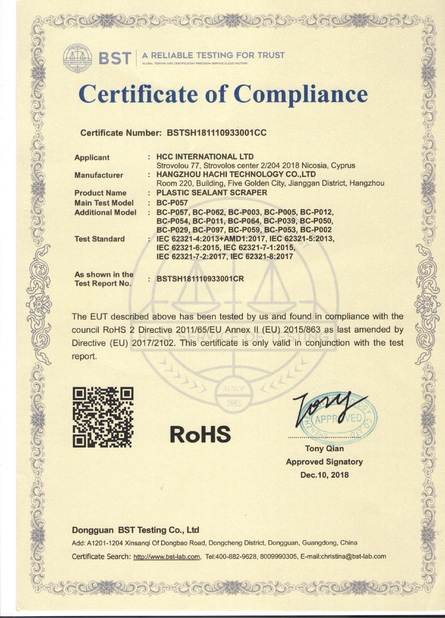 BST A RELIABLE TESTING FOR TRUST
Certificate of Compliance
Certificate Number: BSTSH181110933001CC
Applicant : HCC INTERNATIONAL LTD
Strovolou 77, Strovolos center 2/204 2018 Nicosia, Cyprus
Manufacturer : HANGZHOU HACHI TECHNOLOGY CO.,LTD
Room 220, Building, Five Golden City, Jianggan District, Hangzhou
Product Name : PLASTIC SEALANT SCRAPER
Main Test Model : BC-P057
Additional Model : BC-P057, BC-P062, BC-P003, BC-P005, BC-P012,
BC-P054, BC-P011, BC-P064, BC-P039, BC-P050,
BC-P029, BC-P097, BC-P059, BC-P053, BC-P002
Test Standard : IEC 62321-4:2013+AMD1:2017, IEC 62321-5:2013,
IEC 62321-6:2015, IEC 62321-7-1:2015,
IEC 62321-7-2:2017, IEC 62321-8:2017
As shown in the
Test Report No. : BSTSH181110933001CR
The EUT described above has been tested by us and found in compliance with the
council RoHS 2 Directive 2011/65/EU Annex II (EU) 2015/863 as last amended by
Directive (EU) 2017/2102. This certificate is only valid in conjunction with the test
report.
RoHS
Tony
APPROVED
Tony Qian
Approved Signatory
Dec.10, 2018
Dongguan BST Testing Co., Ltd
Add: A1201-1204 Xinsanqi Of Dongbao Road, Dongcheng District, Dongguan, Guangdong, China
Certificate Search: http://www.bst-lab.com, Tel:400-882-9628, 8009990305, E-mail:christina@bst-lab.com